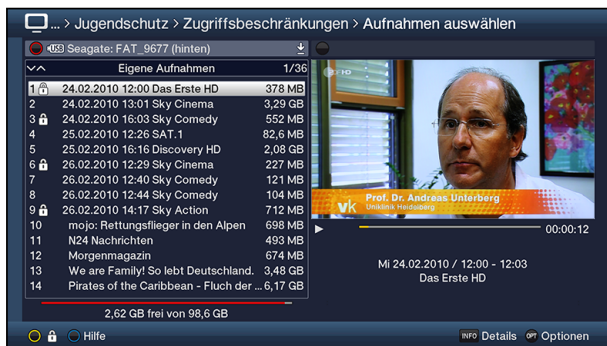 ... > Jugendschutz > Zugriffsbeschränkungen > Aufnahmen auswählen
USB Seagate: FAT_9677 (hinten)
Eigene Aufnahmen 1/36
1 24.02.2010 12:00 Das Erste HD 378 MB
2 24.02.2010 13:01 Sky Cinema 3,29 GB
3 24.02.2010 16:03 Sky Comedy 552 MB
4 25.02.2010 12:26 SAT.1 82,6 MB
5 25.02.2010 16:16 Discovery HD 2,08 GB
6 26.02.2010 12:29 Sky Cinema 227 MB
7 26.02.2010 12:40 Sky Comedy 121 MB
8 26.02.2010 12:44 Sky Comedy 104 MB
9 26.02.2010 14:17 Sky Action 712 MB
10 mojo: Rettungsflieger in den Alpen 698 MB
11 N24 Nachrichten 493 MB
12 Morgenmagazin 674 MB
13 We are Family! So lebt Deutschland. 3,48 GB
14 Pirates of the Caribbean - Fluch der ... 6,17 GB
2,62 GB frei von 98,6 GB
vk
Prof. Dr. Andreas Unterberg
Uniklinik Heidelberg
00:00:12
Mi 24.02.2010 / 12:00 - 12:03
Das Erste HD
Hilfe
INFO Details OPT Optionen